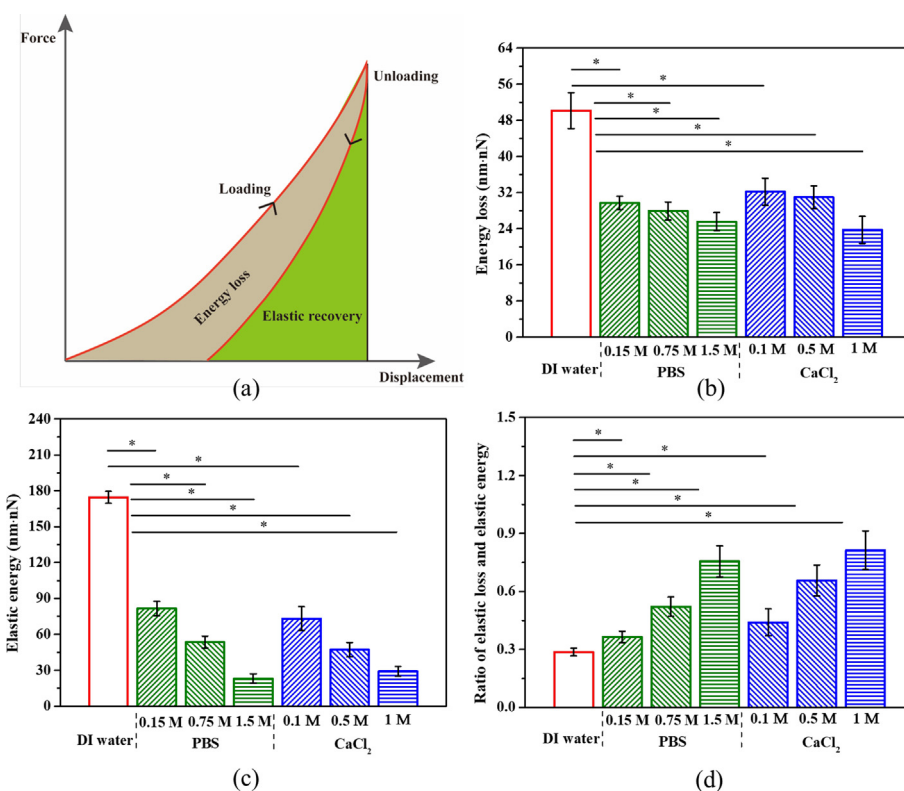 Force
Unloading
Loading
Energy loss
Elastic recovery
Displacement
(a)
Energy loss (nm·nN)
56
48
40
32
24
16
8
0
*
*
*
*
*
*
0.15 M 0.75 M 1.5 M 0.1 M 0.5 M 1 M
DI water PBS CaCl₂
(b)
Elastic energy (nm·nN)
240
210
180
150
120
90
60
30
0
*
*
*
*
*
*
0.15 M 0.75 M 1.5 M 0.1 M 0.5 M 1 M
DI water PBS CaCl₂
(c)
Ratio of elastic loss and elastic energy
1.5
1.2
0.9
0.6
0.3
0.0
*
*
*
*
*
*
0.15 M 0.75 M 1.5 M 0.1 M 0.5 M 1 M
DI water PBS CaCl₂
(d)